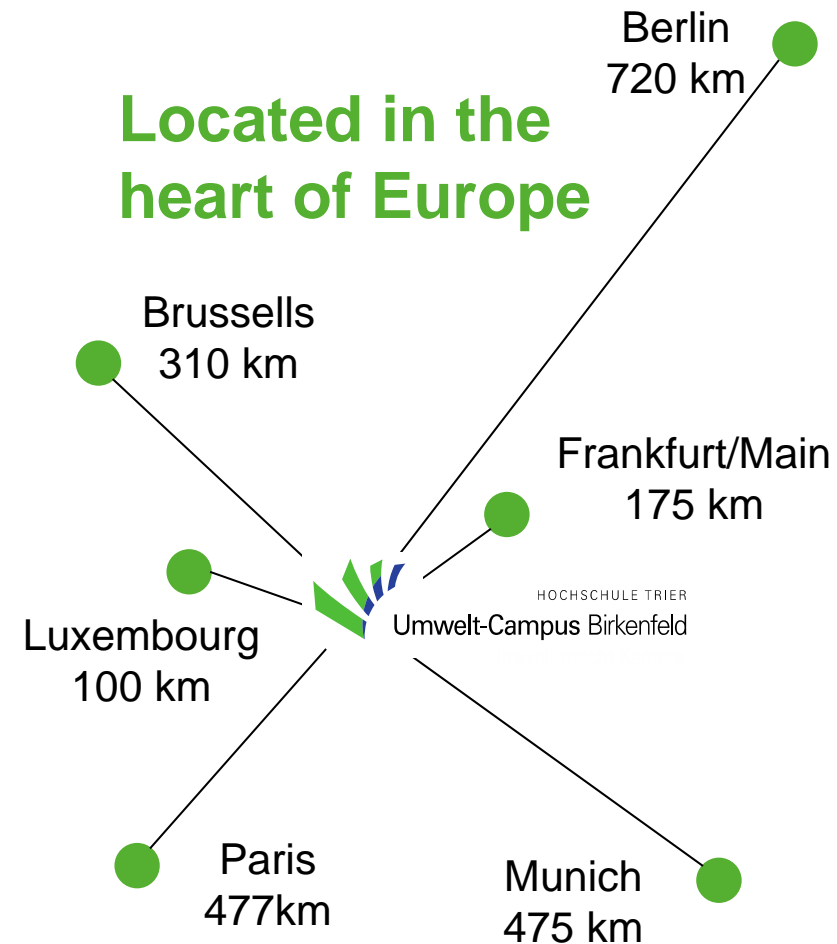 Berlin
720 km
Located in the
heart of Europe
Brussells
310 km
Frankfurt/Main
175 km
HOCHSCHULE TRIER
Umwelt-Campus Birkenfeld
Luxembourg
100 km
Paris
477km
Munich
475 km